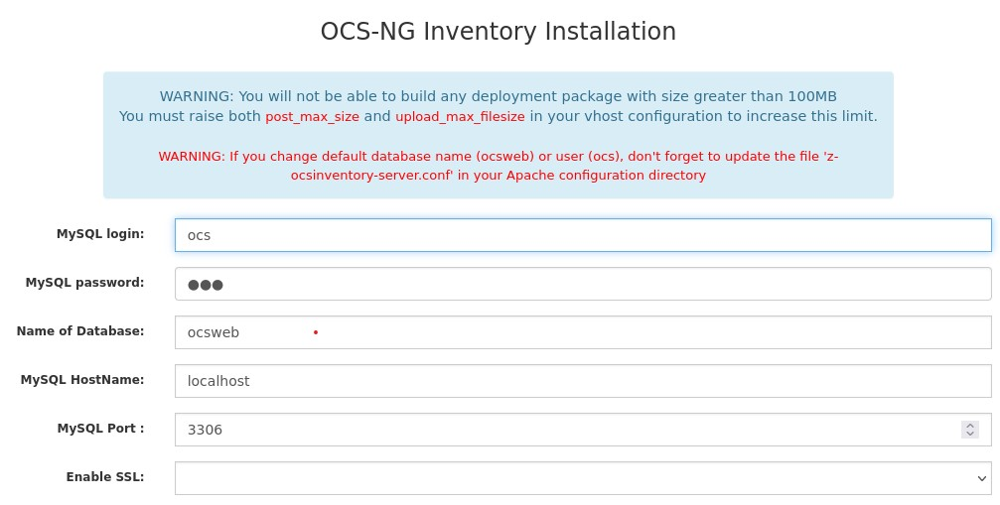 OCS-NG Inventory Installation
WARNING: You will not be able to build any deployment package with size greater than 100MB
You must raise both post_max_size and upload_max_filesize in your vhost configuration to increase this limit.
WARNING: If you change default database name (ocsweb) or user (ocs), don't forget to update the file 'z-
ocsinventory-server.conf' in your Apache configuration directory
MySQL login: ocs
MySQL password: ●●●
Name of Database: ocsweb
MySQL HostName: localhost
MySQL Port : 3306
Enable SSL: